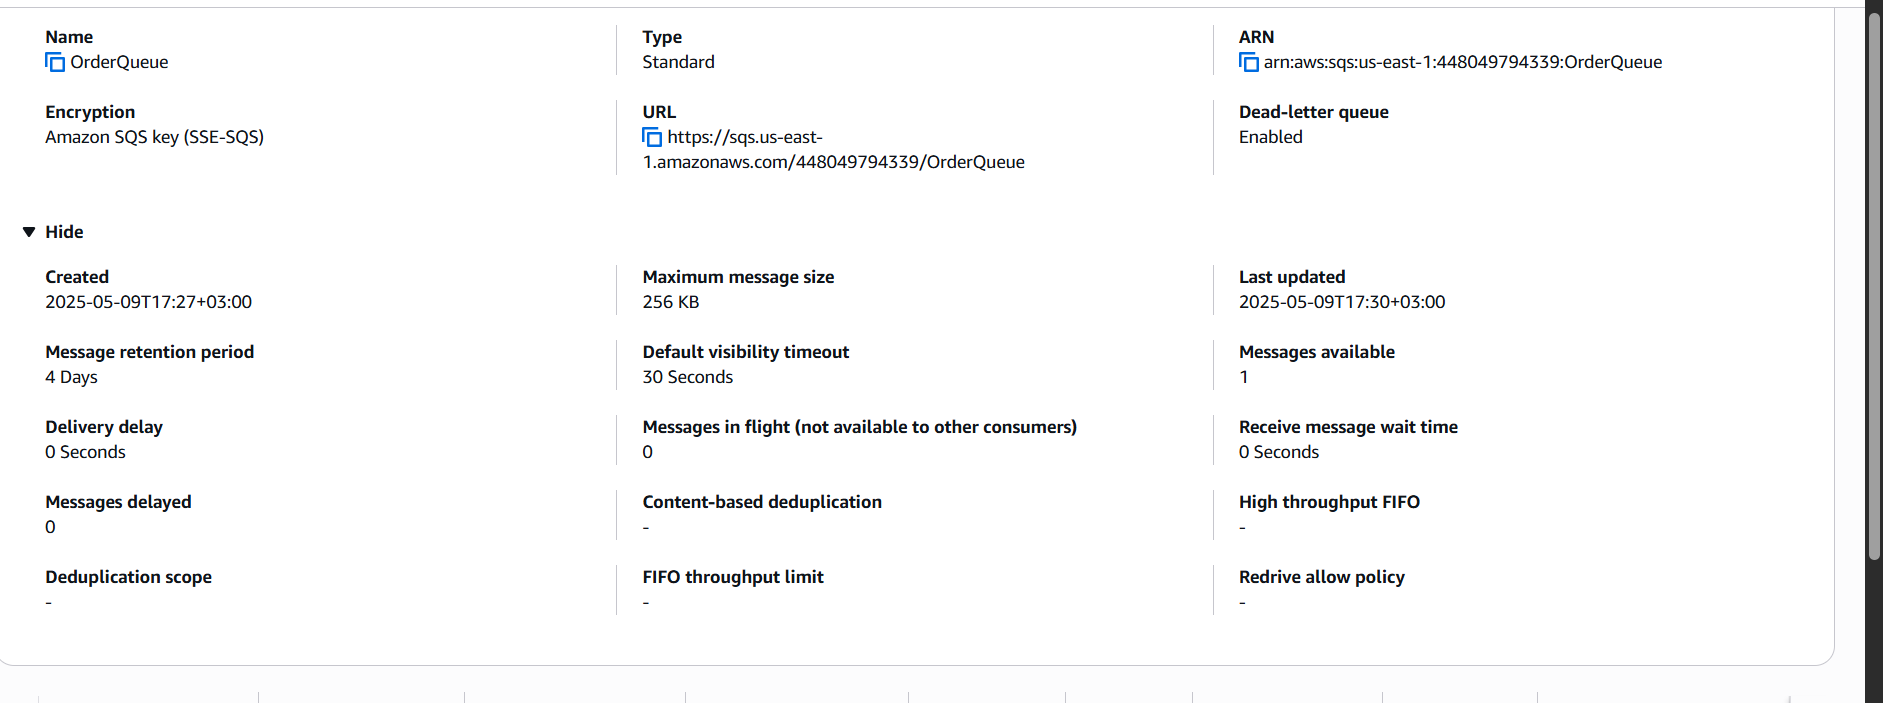 Name
OrderQueue
Type
Standard
ARN
arn:aws:sqs:us-east-1:448049794339:OrderQueue
Encryption
Amazon SQS key (SSE-SQS)
URL
https://sqs.us-east-
1.amazonaws.com/448049794339/OrderQueue
Dead-letter queue
Enabled
Hide
Created
2025-05-09T17:27+03:00
Maximum message size
256 KB
Last updated
2025-05-09T17:30+03:00
Message retention period
4 Days
Default visibility timeout
30 Seconds
Messages available
1
Delivery delay
0 Seconds
Messages in flight (not available to other consumers)
0
Receive message wait time
0 Seconds
Messages delayed
0
Content-based deduplication
-
High throughput FIFO
-
Deduplication scope
-
FIFO throughput limit
-
Redrive allow policy
-